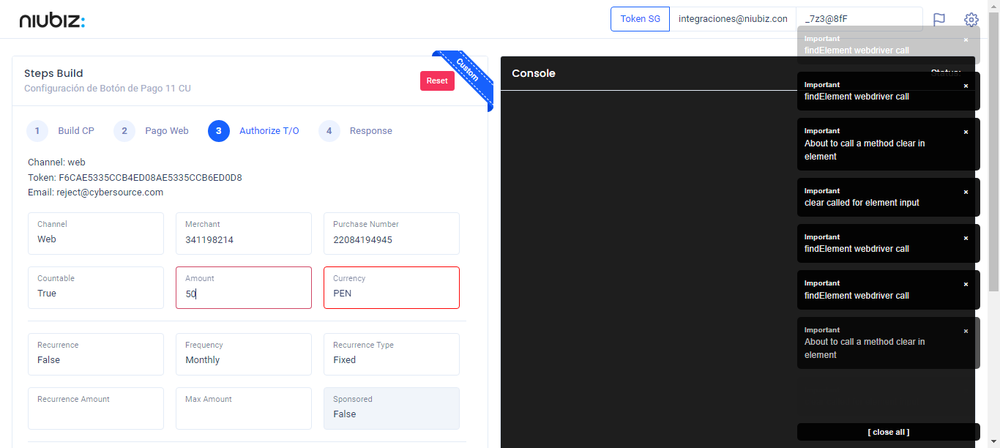 niubiz:
Token SG
integraciones@niubiz.con
_7z3@8fF
Steps Build
Configuración de Botón de Pago 11 CU
Reset
Custom
1 Build CP
2 Pago Web
3 Authorize T/O
4 Response
Channel: web
Token: F6CAE5335CCB4ED08AE5335CCB6ED0D8
Email: reject@cybersource.com
Channel
Web
Merchant
341198214
Purchase Number
22084194945
Countable
True
Amount
50
Currency
PEN
Recurrence
False
Frequency
Monthly
Recurrence Type
Fixed
Recurrence Amount
Max Amount
Sponsored
False
Console
Status:
Important ×
findElement webdriver call
Important ×
findElement webdriver call
Important ×
About to call a method clear in
element
Important ×
clear called for element input
Important ×
findElement webdriver call
Important ×
findElement webdriver call
Important ×
About to call a method clear in
element
[ close all ]